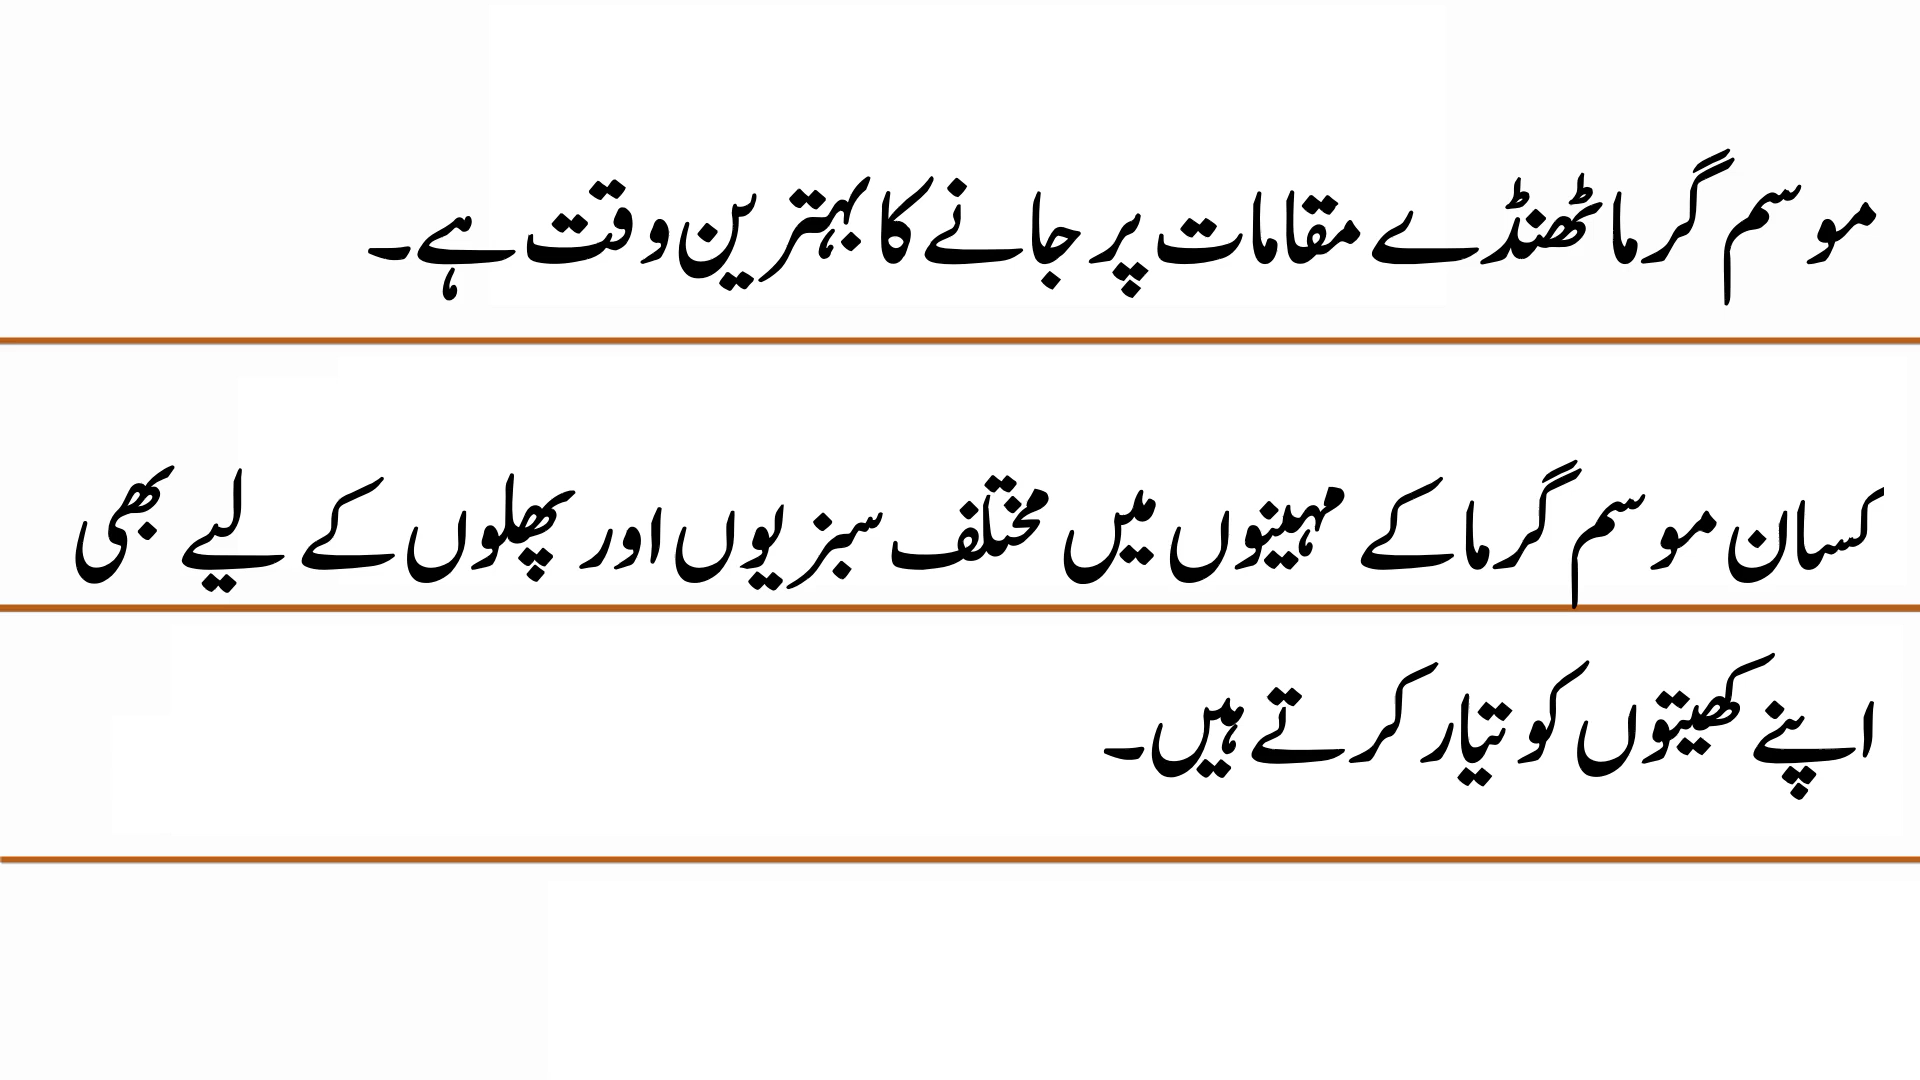 موسم گرما ٹھنڈے مقامات پر جانے کا بہترین وقت ہے۔
کسان موسم گرما کے مہینوں میں مختلف سبزیوں اور پھلوں کے لیے بھی
اپنے کھیتوں کو تیار کرتے ہیں۔